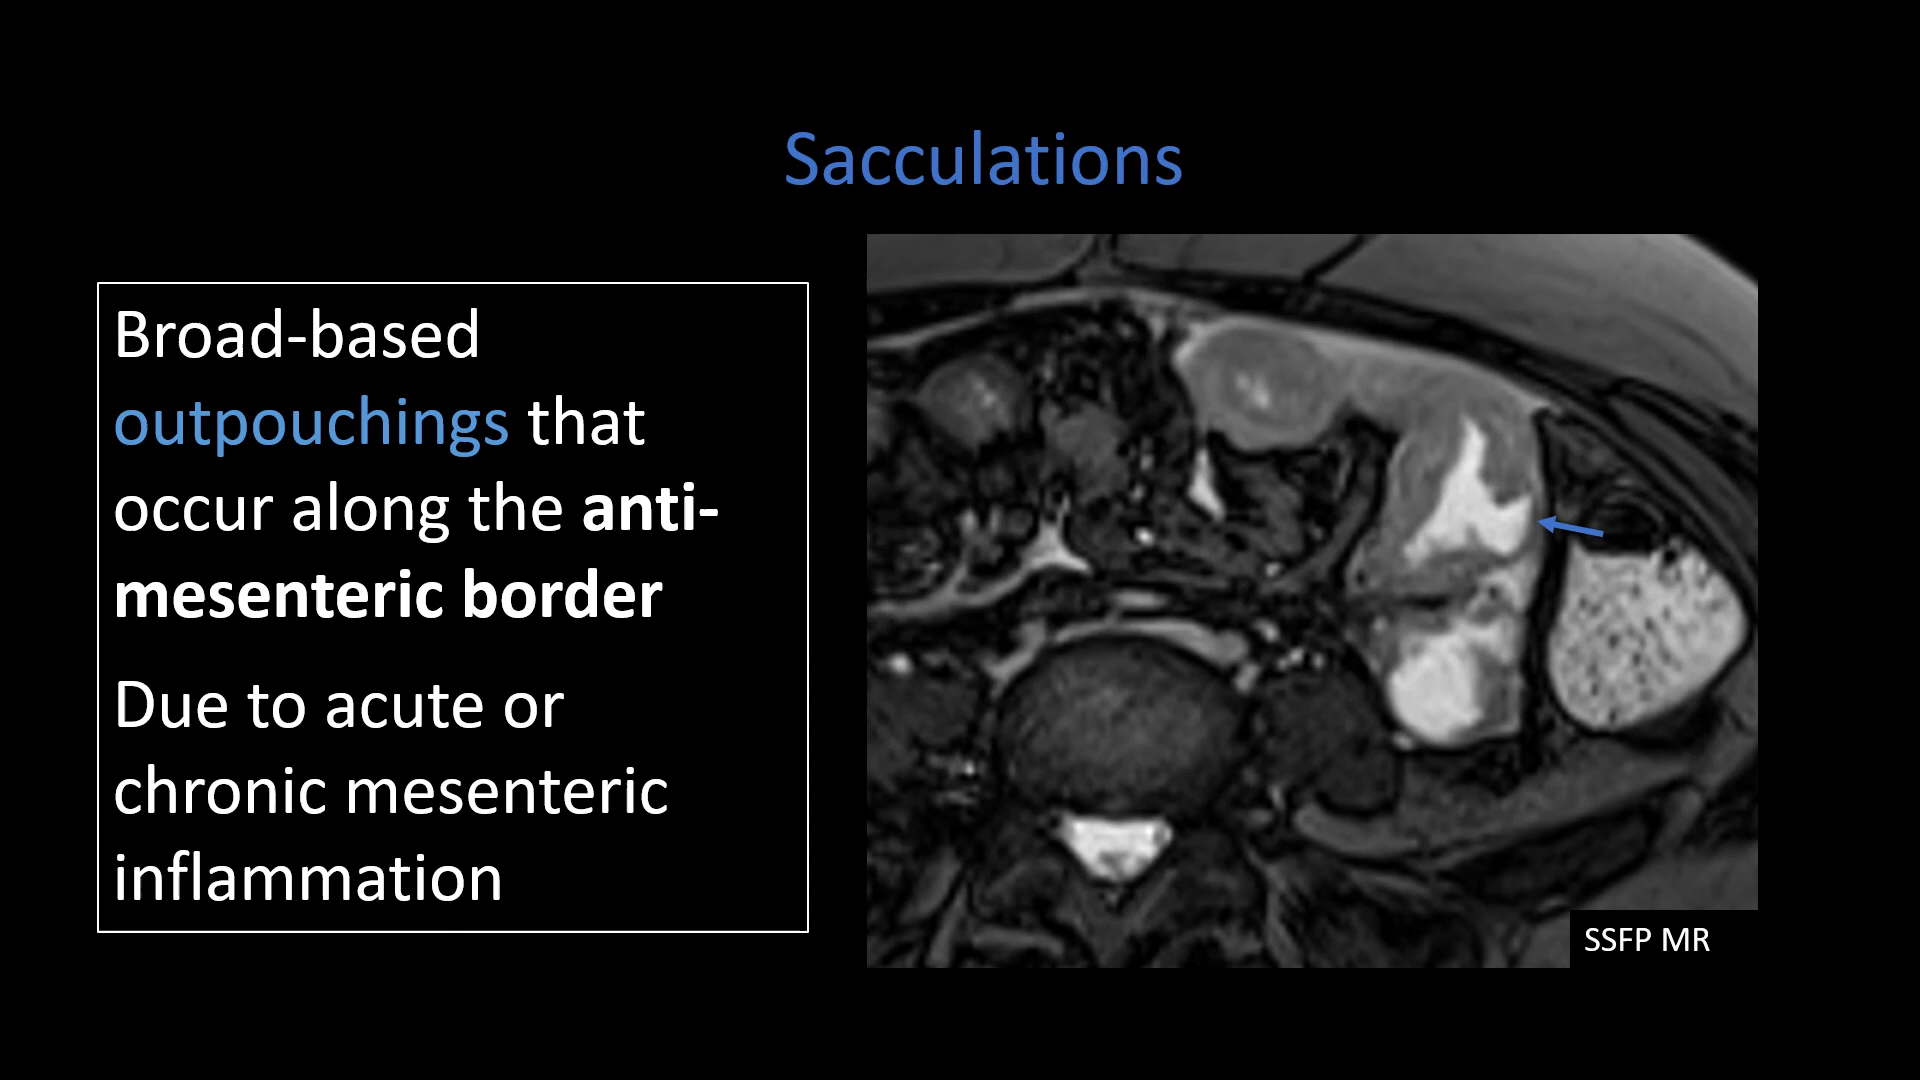 Sacculations
Broad-based
outpouchings that
occur along the anti-
mesenteric border
Due to acute or
chronic mesenteric
inflammation
SSFP MR